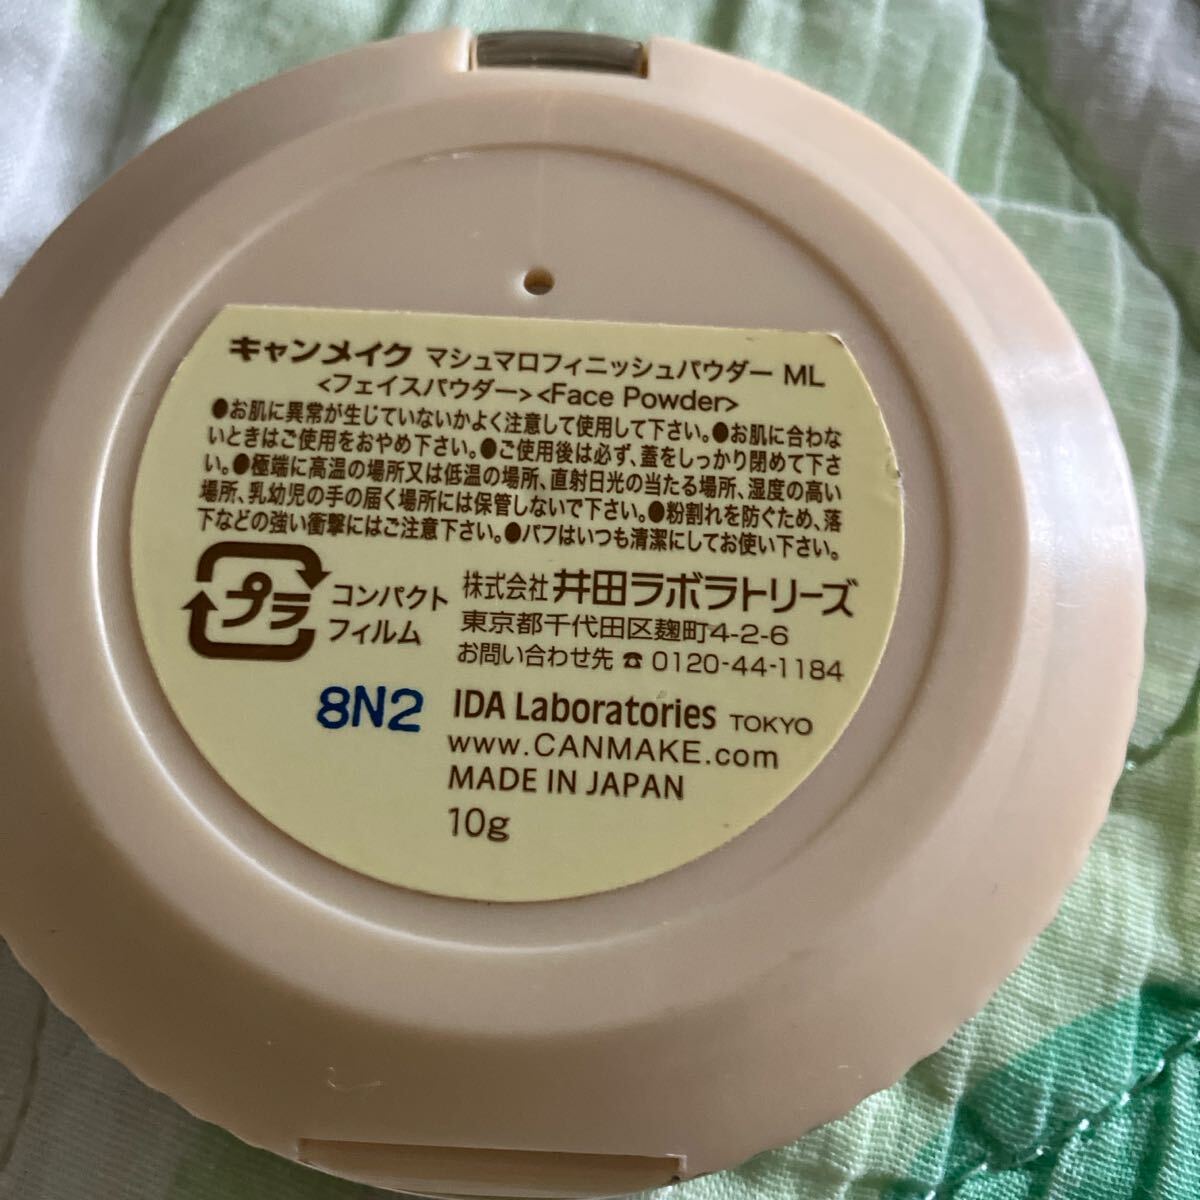 キャンメイク マシュマロフィニッシュパウダー ML
<フェイスパウダー><Face Powder>
●お肌に異常が生じていないかよく注意して使用して下さい。●お肌に合わな
いときはご使用をおやめ下さい。●ご使用後は必ず、蓋をしっかり閉めて下さ
い。●極端に高温の場所又は低温の場所、直射日光の当たる場所、湿度の高い
場所、乳幼児の手の届く場所には保管しないで下さい。●粉割れを防ぐため、落
下などの強い衝撃にはご注意下さい。●パフはいつも清潔にしてお使い下さい。
プラ
コンパクト
フィルム
株式会社 井田ラボラトリーズ
東京都千代田区麹町4-2-6
お問い合わせ先 ☎ 0120-44-1184
8N2
IDA Laboratories TOKYO
www.CANMAKE.com
MADE IN JAPAN
10g